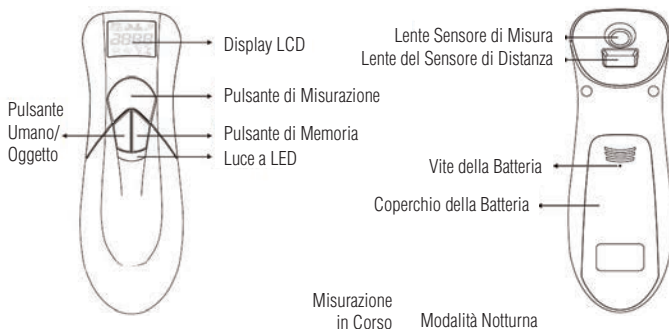 Display LCD
Pulsante di Misurazione
Pulsante
Umano/
Oggetto
Pulsante di Memoria
Luce a LED
Lente Sensore di Misura
Lente del Sensore di Distanza
Vite della Batteria
Coperchio della Batteria
Misurazione
in Corso
Modalità Notturna